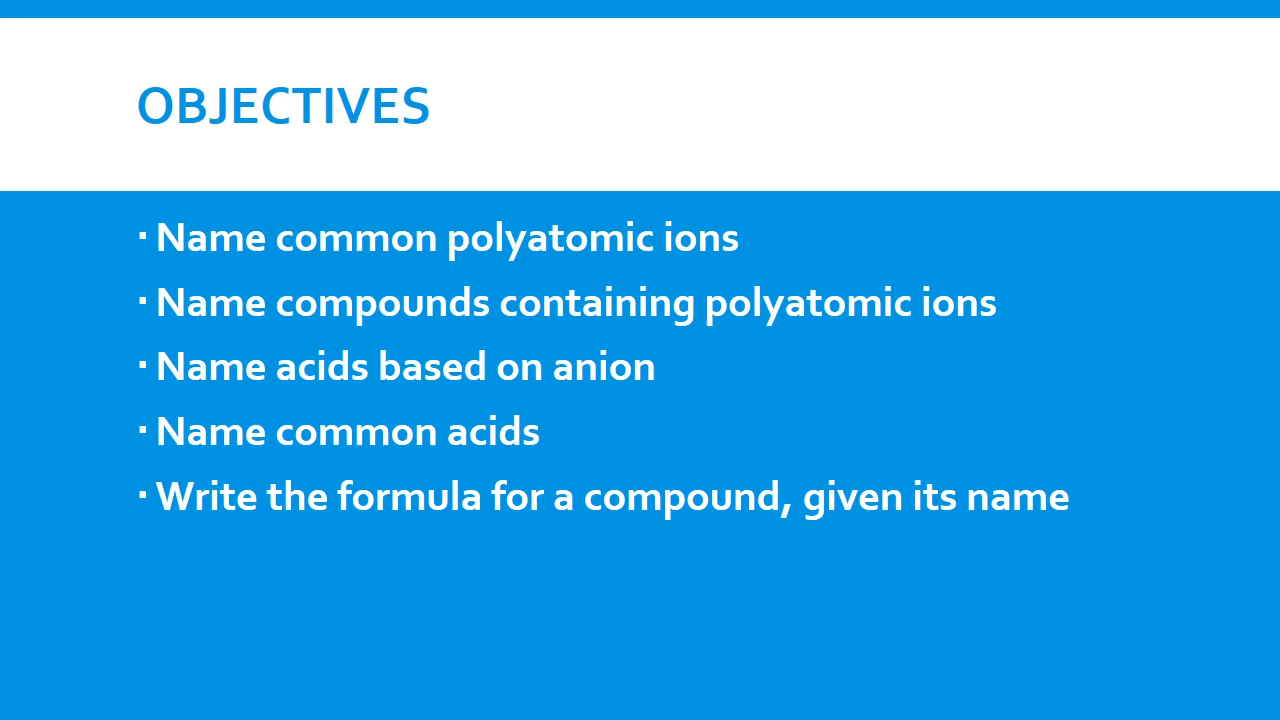 OBJECTIVES
▪ Name common polyatomic ions
▪ Name compounds containing polyatomic ions
▪ Name acids based on anion
▪ Name common acids
▪ Write the formula for a compound, given its name